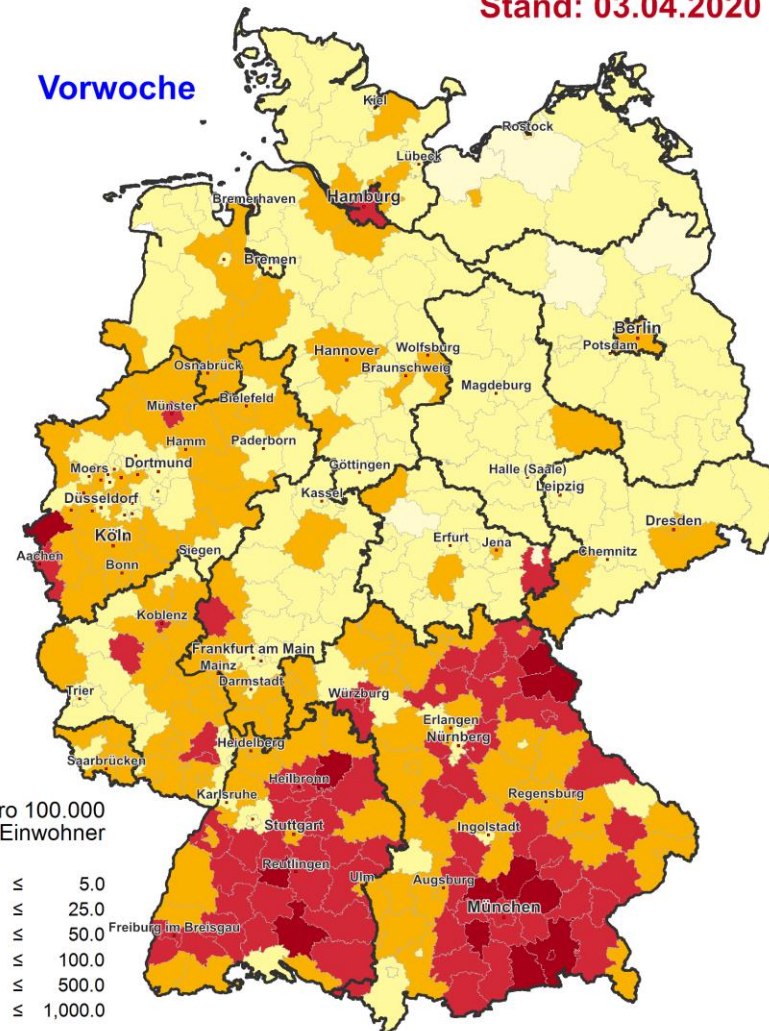 Stand: 03.04.2020
Vorwoche
Kiel
Rostock
Lübeck
Hamburg
Bremerhaven
Bremen
Berlin
Potsdam
Hannover
Wolfsburg
Braunschweig
Osnabrück
Magdeburg
Münster
Bielefeld
Hamm
Paderborn
Moers
Dortmund
Göttingen
Halle (Saale)
Leipzig
Düsseldorf
Kassel
Dresden
Köln
Erfurt
Jena
Chemnitz
Aachen
Siegen
Bonn
Koblenz
Frankfurt am Main
Mainz
Darmstadt
Trier
Würzburg
Erlangen
Nürnberg
Heidelberg
Saarbrücken
Heilbronn
Karlsruhe
Regensburg
ro 100.000
Einwohner
Stuttgart
Ingolstadt
Reutlingen
Ulm
Augsburg
München
Freiburg im Breisgau
≤ 5.0
≤ 25.0
≤ 50.0
≤ 100.0
≤ 500.0
≤ 1,000.0